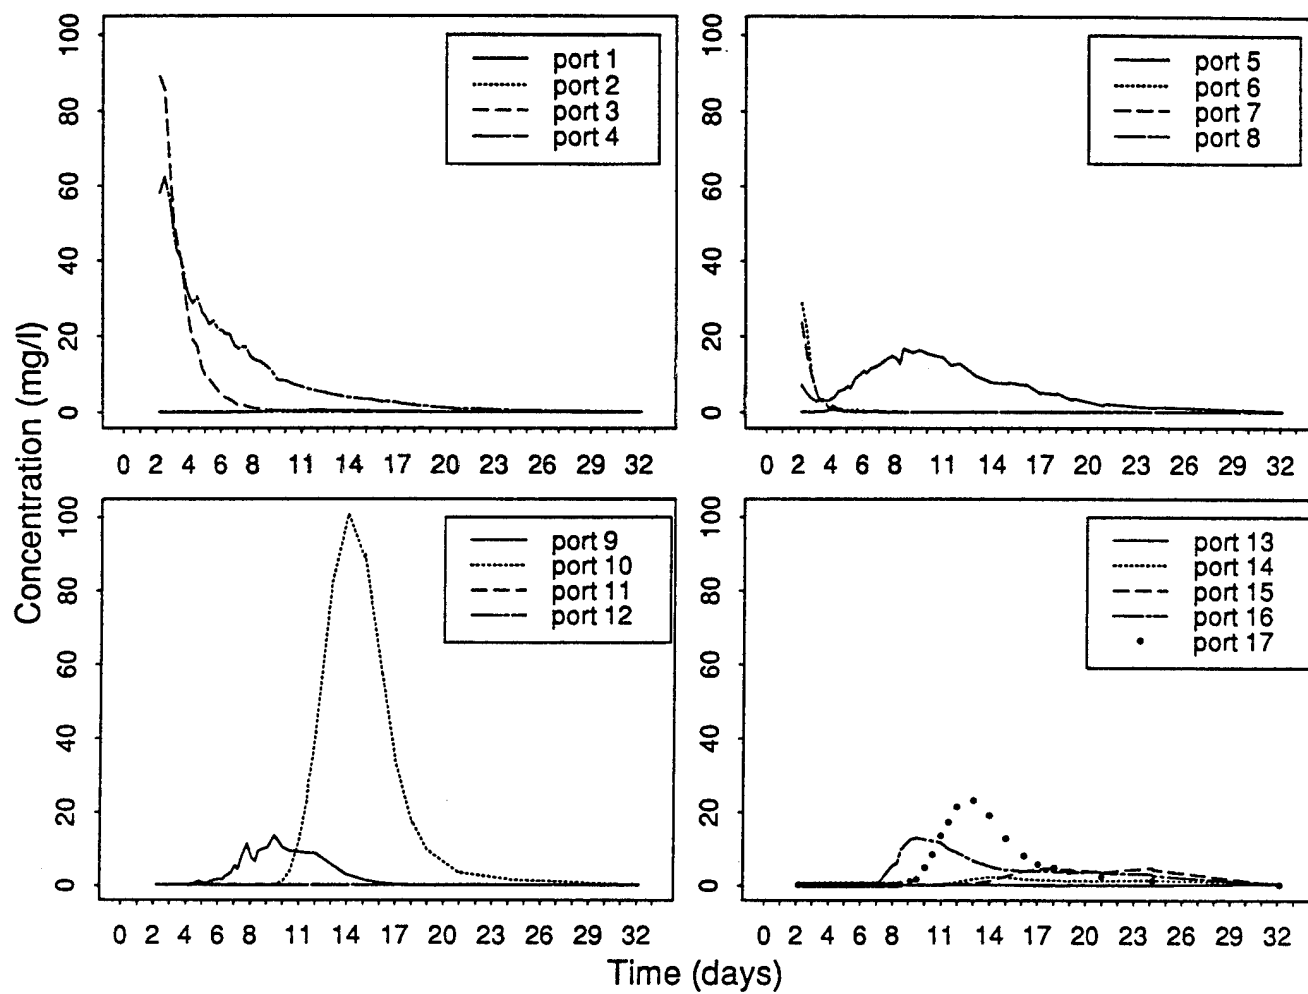 100
80
60
40
20
0
port 1
port 2
port 3
port 4
0 2 4 6 8 11 14 17 20 23 26 29 32
100
80
60
40
20
0
port 5
port 6
port 7
port 8
0 2 4 6 8 11 14 17 20 23 26 29 32
Concentration (mg/l)
100
80
60
40
20
0
port 9
port 10
port 11
port 12
0 2 4 6 8 11 14 17 20 23 26 29 32
100
80
60
40
20
0
port 13
port 14
port 15
port 16
port 17
0 2 4 6 8 11 14 17 20 23 26 29 32
Time (days)